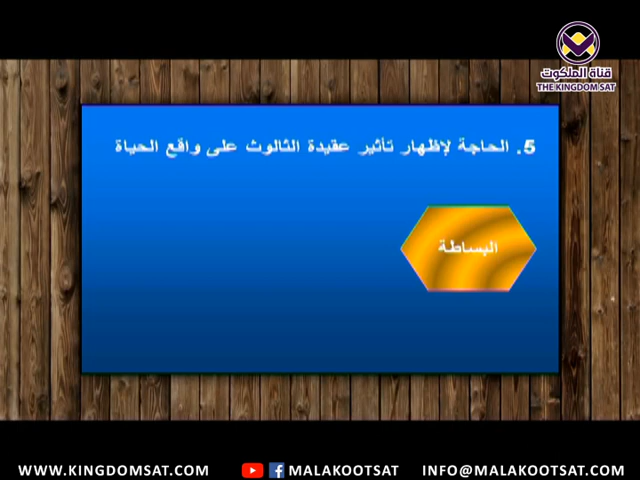 قناة الملكوت
THE KINGDOM SAT
5. الحاجة لإظهار تأثير عقيدة الثالوث على واقع الحياة
البساطة
WWW.KINGDOMSAT.COM MALAKOOTSAT INFO@MALAKOOTSAT.COM